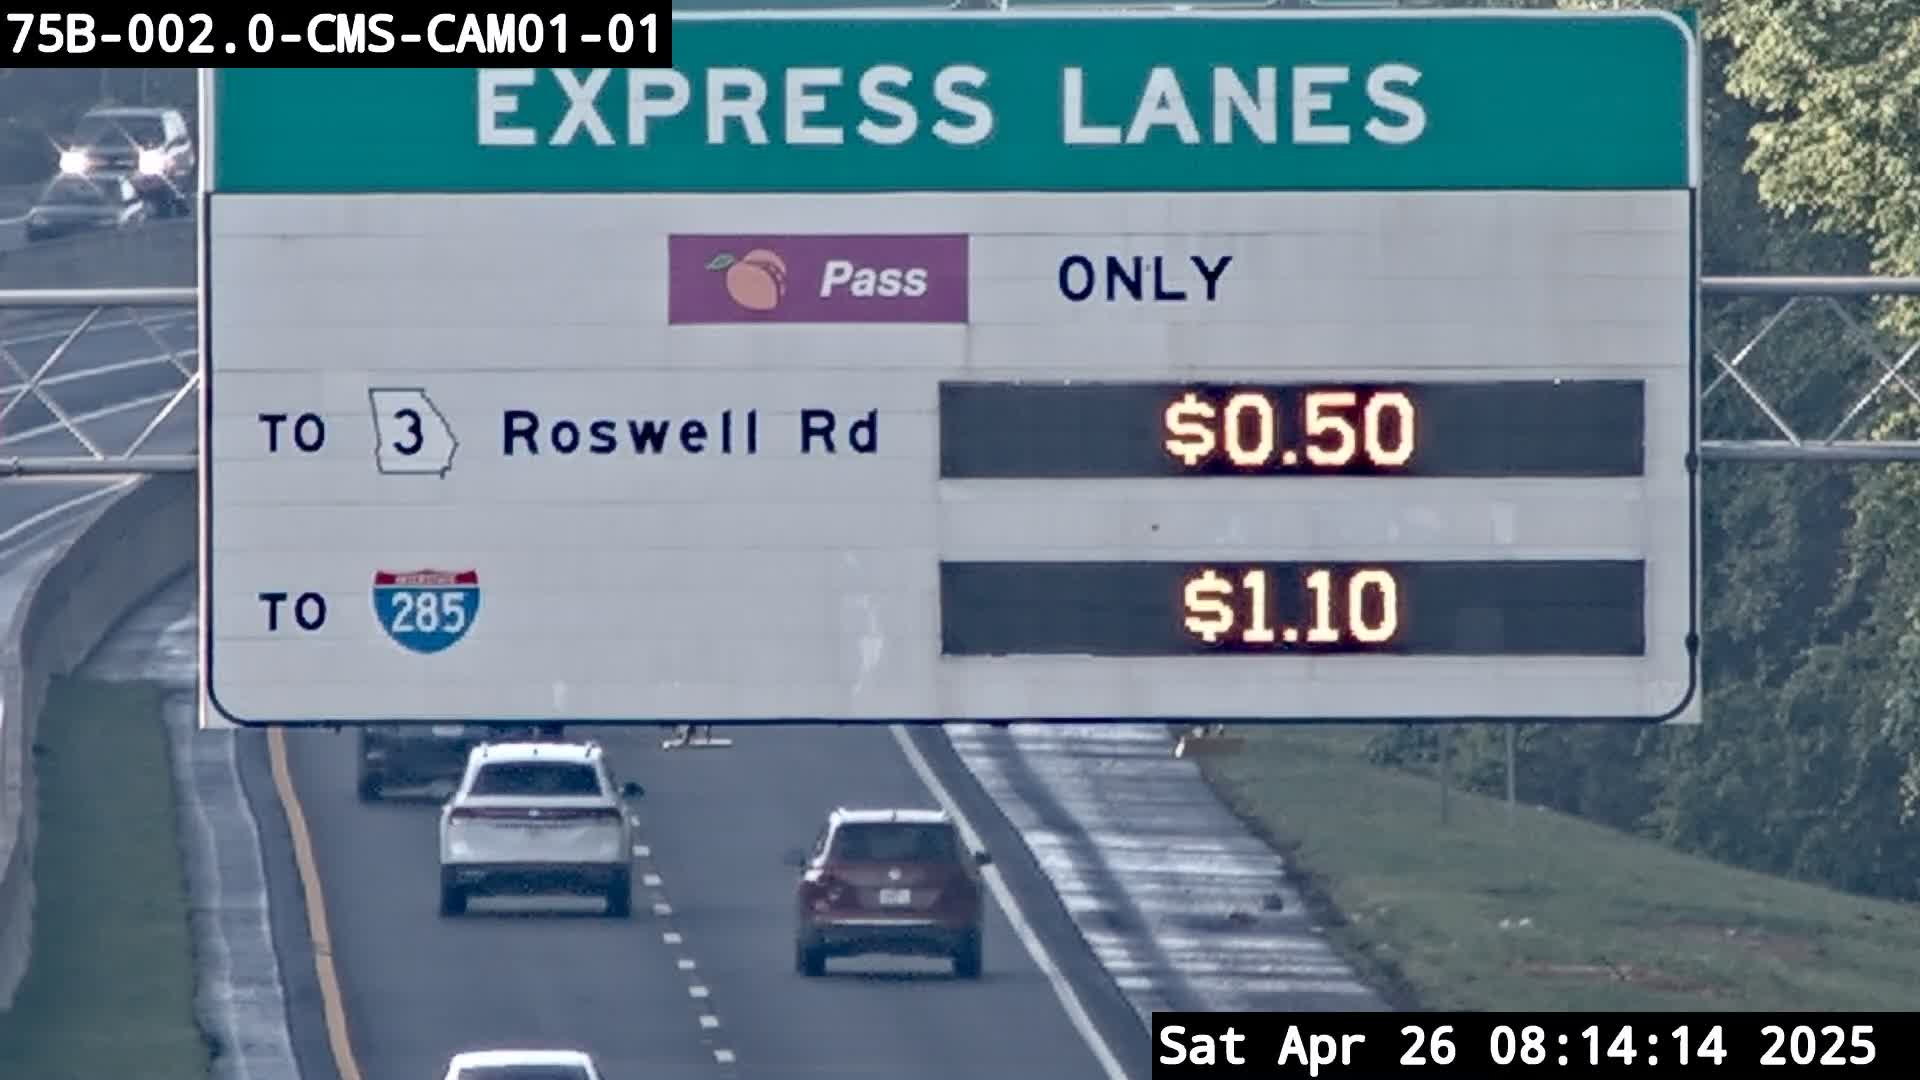 75B-002.0-CMS-CAM01-01
EXPRESS LANES
Pass ONLY
TO 3 Roswell Rd $0.50
INTERSTATE
TO 285 $1.10
Sat Apr 26 08:14:14 2025